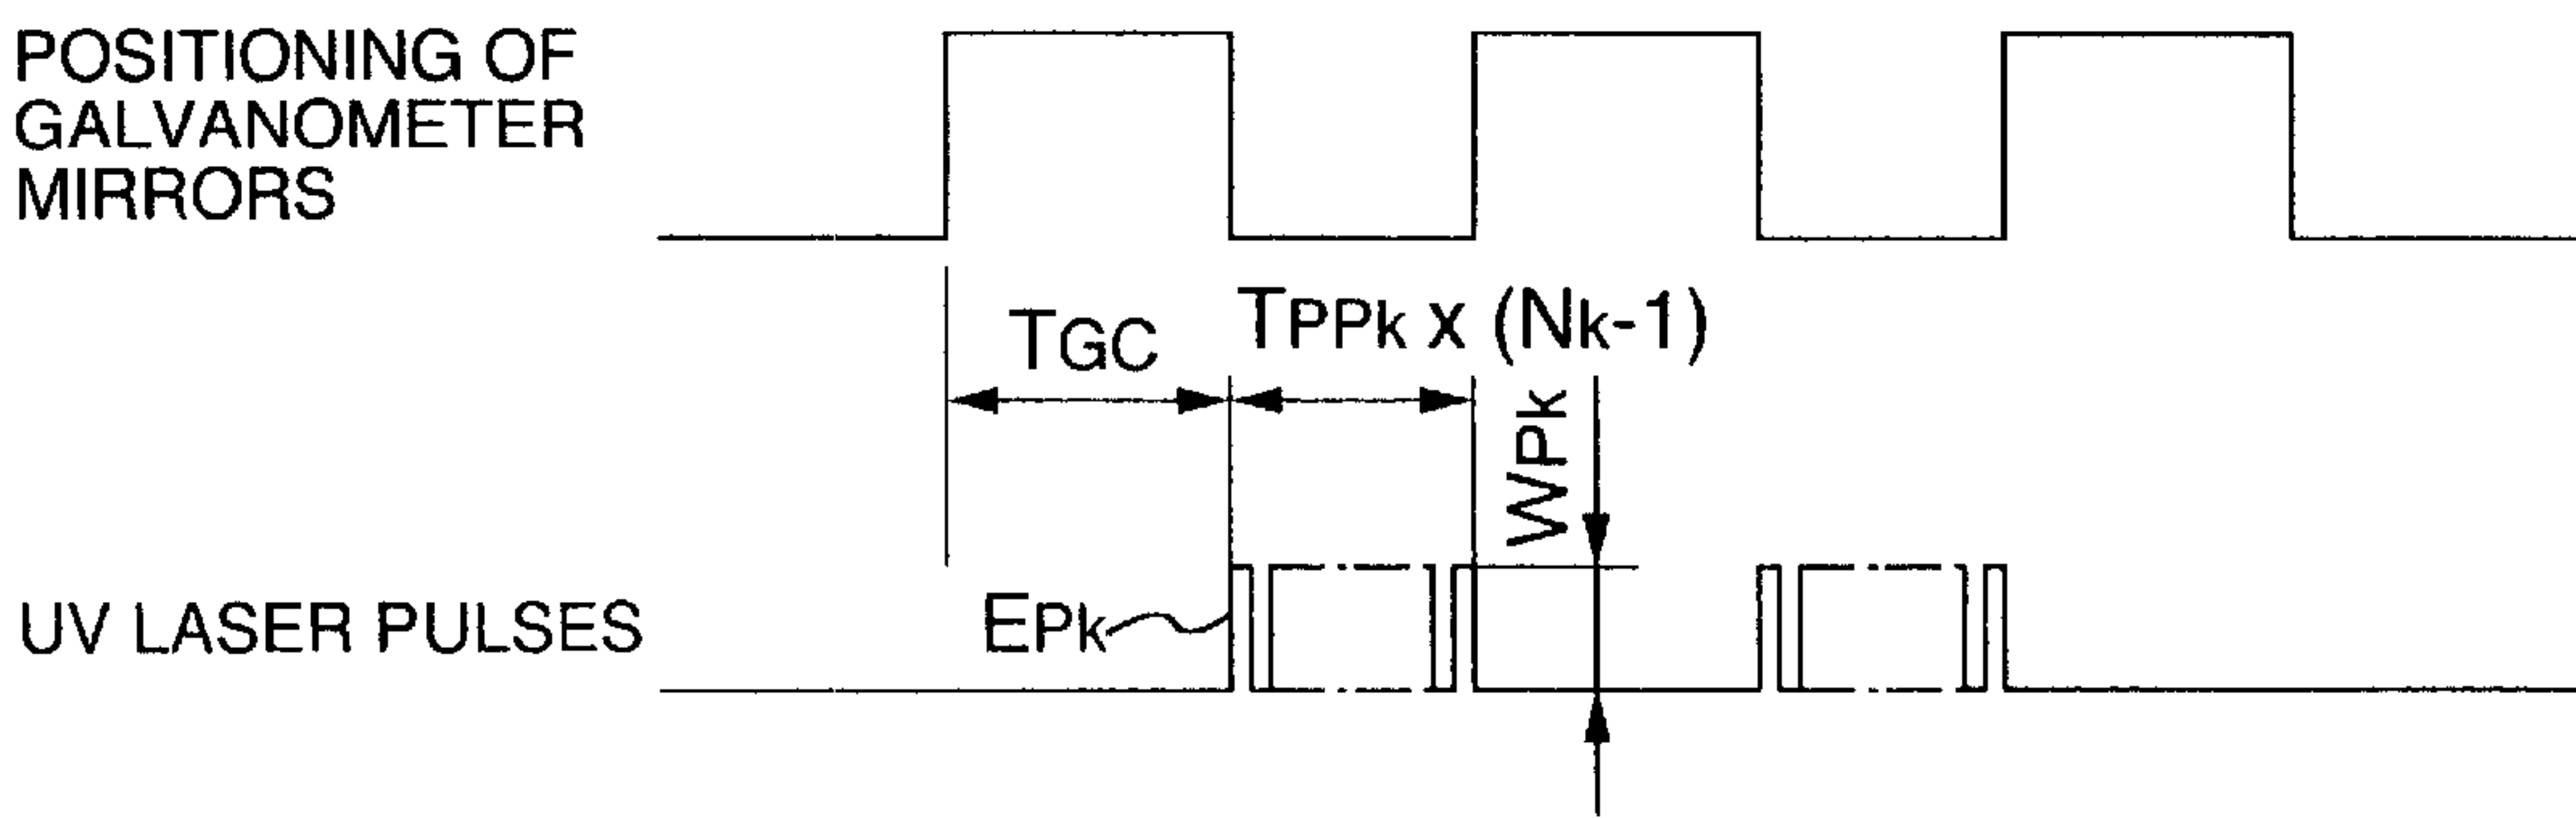 POSITIONING OF
GALVANOMETER
MIRRORS
TGC
TPPk x (Nk-1)
WPk
EPk
UV LASER PULSES